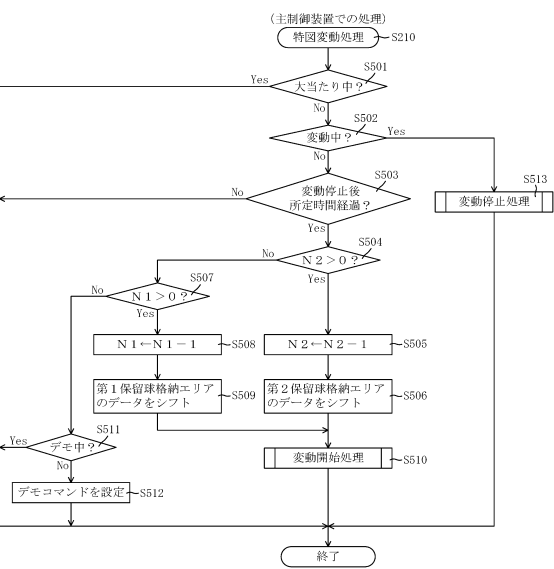 (主制御装置での処理)
特図変動処理
S210
S501
Yes
大当たり中？
No
S502
変動中？
Yes
No
S503
No
変動停止後
所定時間経過？
Yes
S513
変動停止処理
S504
No
Ｎ２＞０？
Yes
S507
No
Ｎ１＞０？
Yes
Ｎ１←Ｎ１－１
S508
Ｎ２←Ｎ２－１
S505
第１保留球格納エリア
のデータをシフト
S509
第２保留球格納エリア
のデータをシフト
S506
S511
Yes
デモ中？
No
変動開始処理
S510
デモコマンドを設定
S512
終了